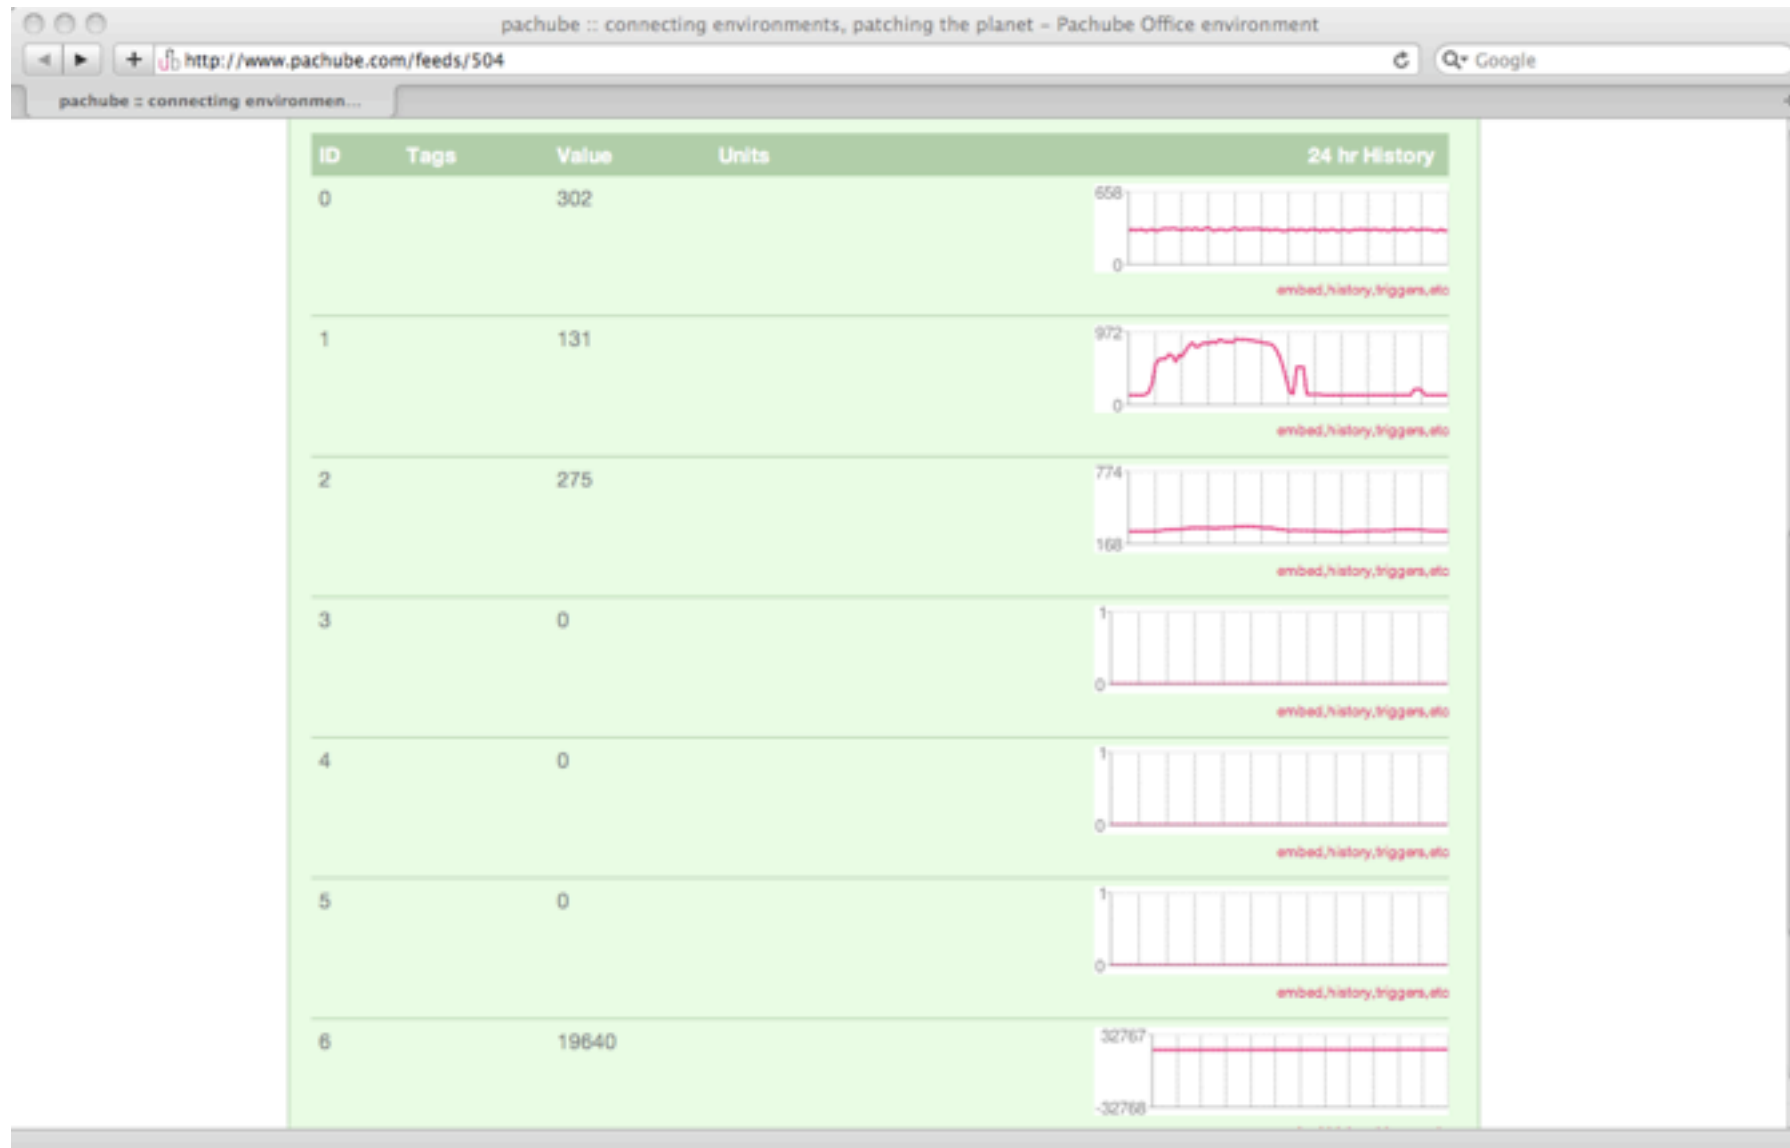 pachube :: connecting environments, patching the planet – Pachube Office environment
http://www.pachube.com/feeds/504
Google
pachube :: connecting environmen...
ID Tags Value Units 24 hr History
0 302
658
0
embed,history,triggers,etc
1 131
972
0
embed,history,triggers,etc
2 275
774
168
embed,history,triggers,etc
3 0
1
0
embed,history,triggers,etc
4 0
1
0
embed,history,triggers,etc
5 0
1
0
embed,history,triggers,etc
6 19640
32767
-32768